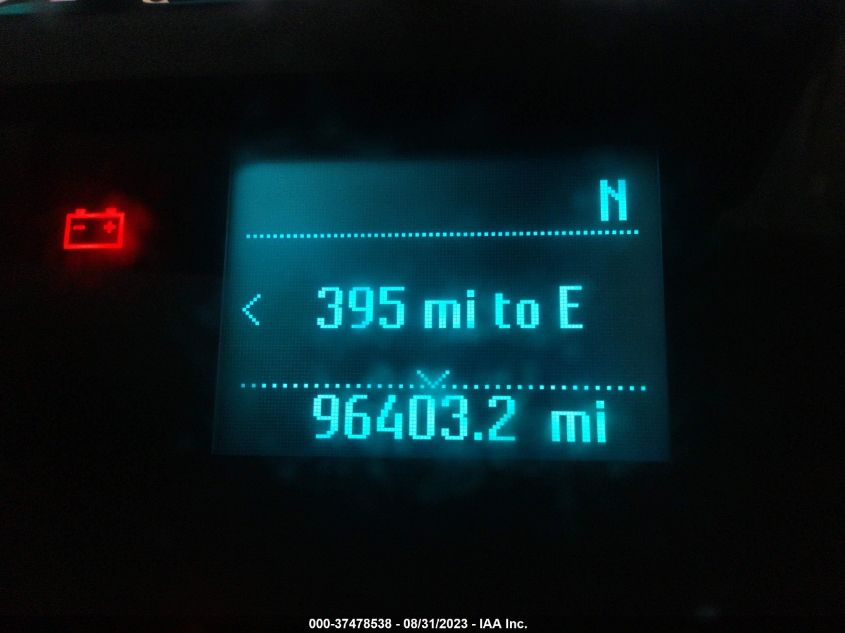 N
< 395 mi to E
96403.2 mi
000-37478538 - 08/31/2023 - IAA Inc.